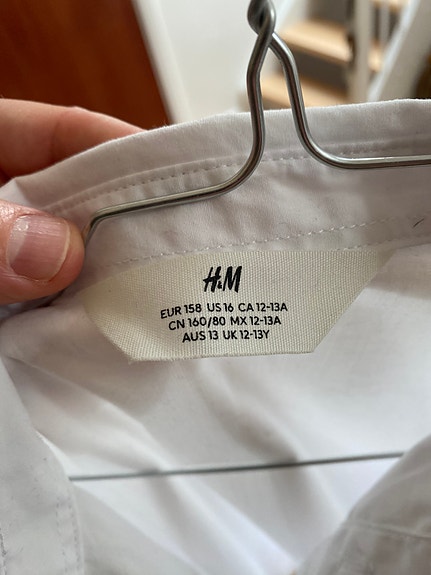 H&M
EUR 158 US 16 CA 12-13A
CN 160/80 MX 12-13A
AUS 13 UK 12-13Y